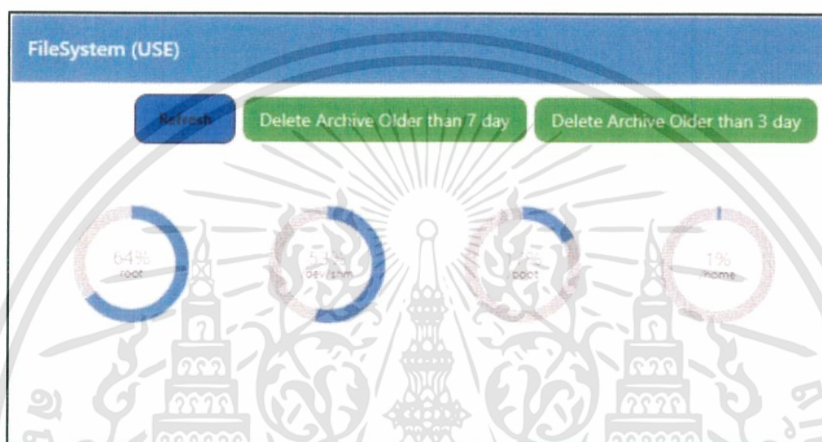 FileSystem (USE)
Refresh Delete Archive Older than 7 day Delete Archive Older than 3 day
64% 1%
root dev/shm boot home